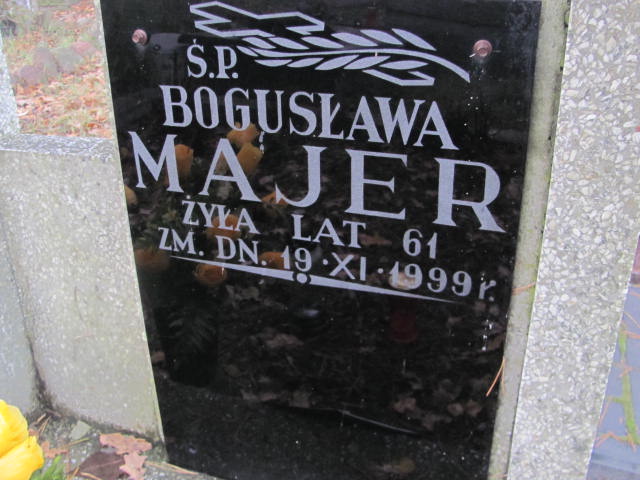 Ś.P.
BOGUSŁAWA
MAJER
ŻYŁA LAT 61
ZM. DN. 19·XI·1999 r.